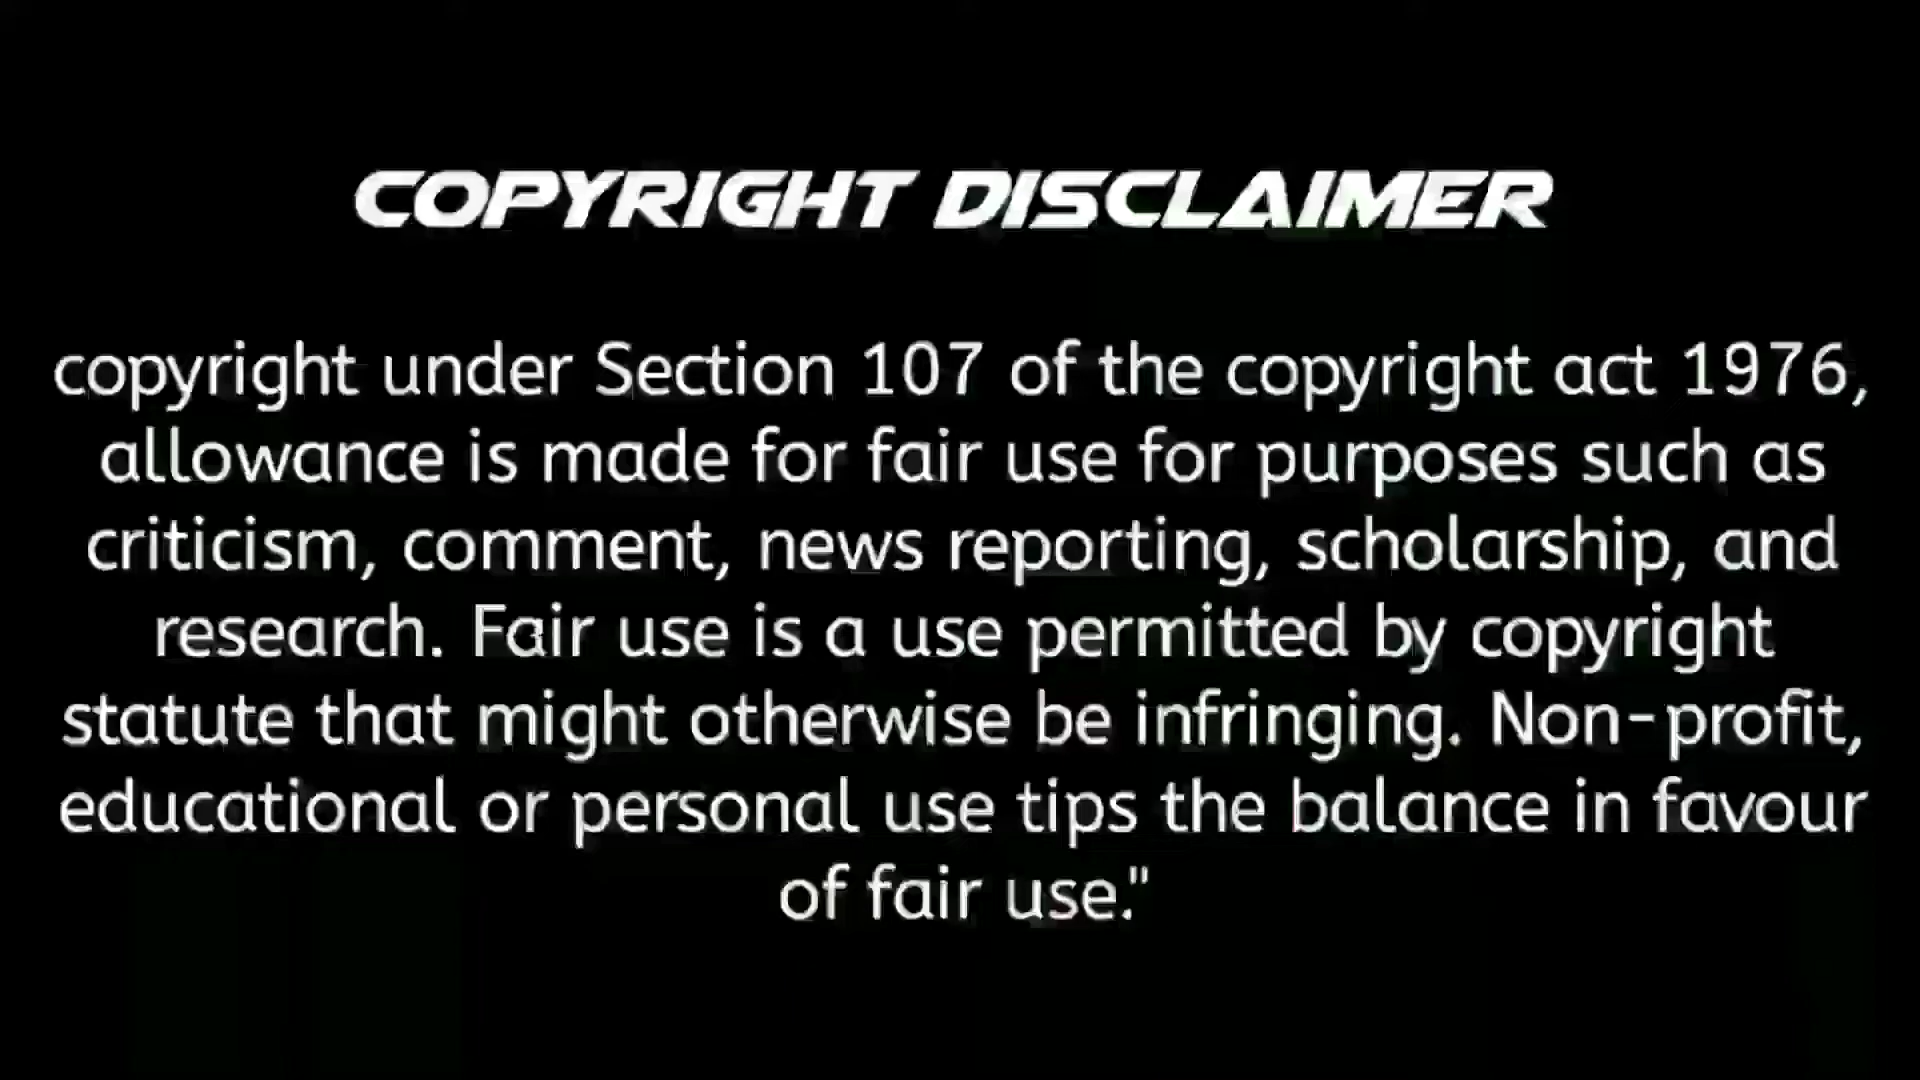 COPYRIGHT DISCLAIMER
copyright under Section 107 of the copyright act 1976,
allowance is made for fair use for purposes such as
criticism, comment, news reporting, scholarship, and
research. Fair use is a use permitted by copyright
statute that might otherwise be infringing. Non-profit,
educational or personal use tips the balance in favour
of fair use."